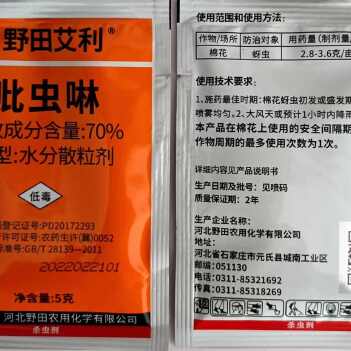 野田艾利
吡虫啉
成分含量:70%
型:水分散粒剂
低毒
登记证号:PD20172293
许可证号:农药生许(冀)0052
标准号:GB/T 28139—2011
2022022101
净含量:5克
河北野田农用化学有限公司
杀虫剂
使用范围和使用方法:
作物/场所 防治对象 用药量(制剂量/
棉花 蚜虫 2.8-3.6克/亩
使用技术要求:
1、施药最佳时期:棉花蚜虫初发或盛发期
喷雾均匀。2、大风天或预计1小时内降雨
本产品在棉花上使用的安全间隔期
作物周期的最多使用次数为1次。
详细内容见产品说明书
生产日期及批号:见喷码
质量保证期:2年
河北野田农用化学有限公司
河北省石家庄市元氏县城南工业区
邮编:051130
电话:0311-85321692
传真:0311-85318269
杀虫剂